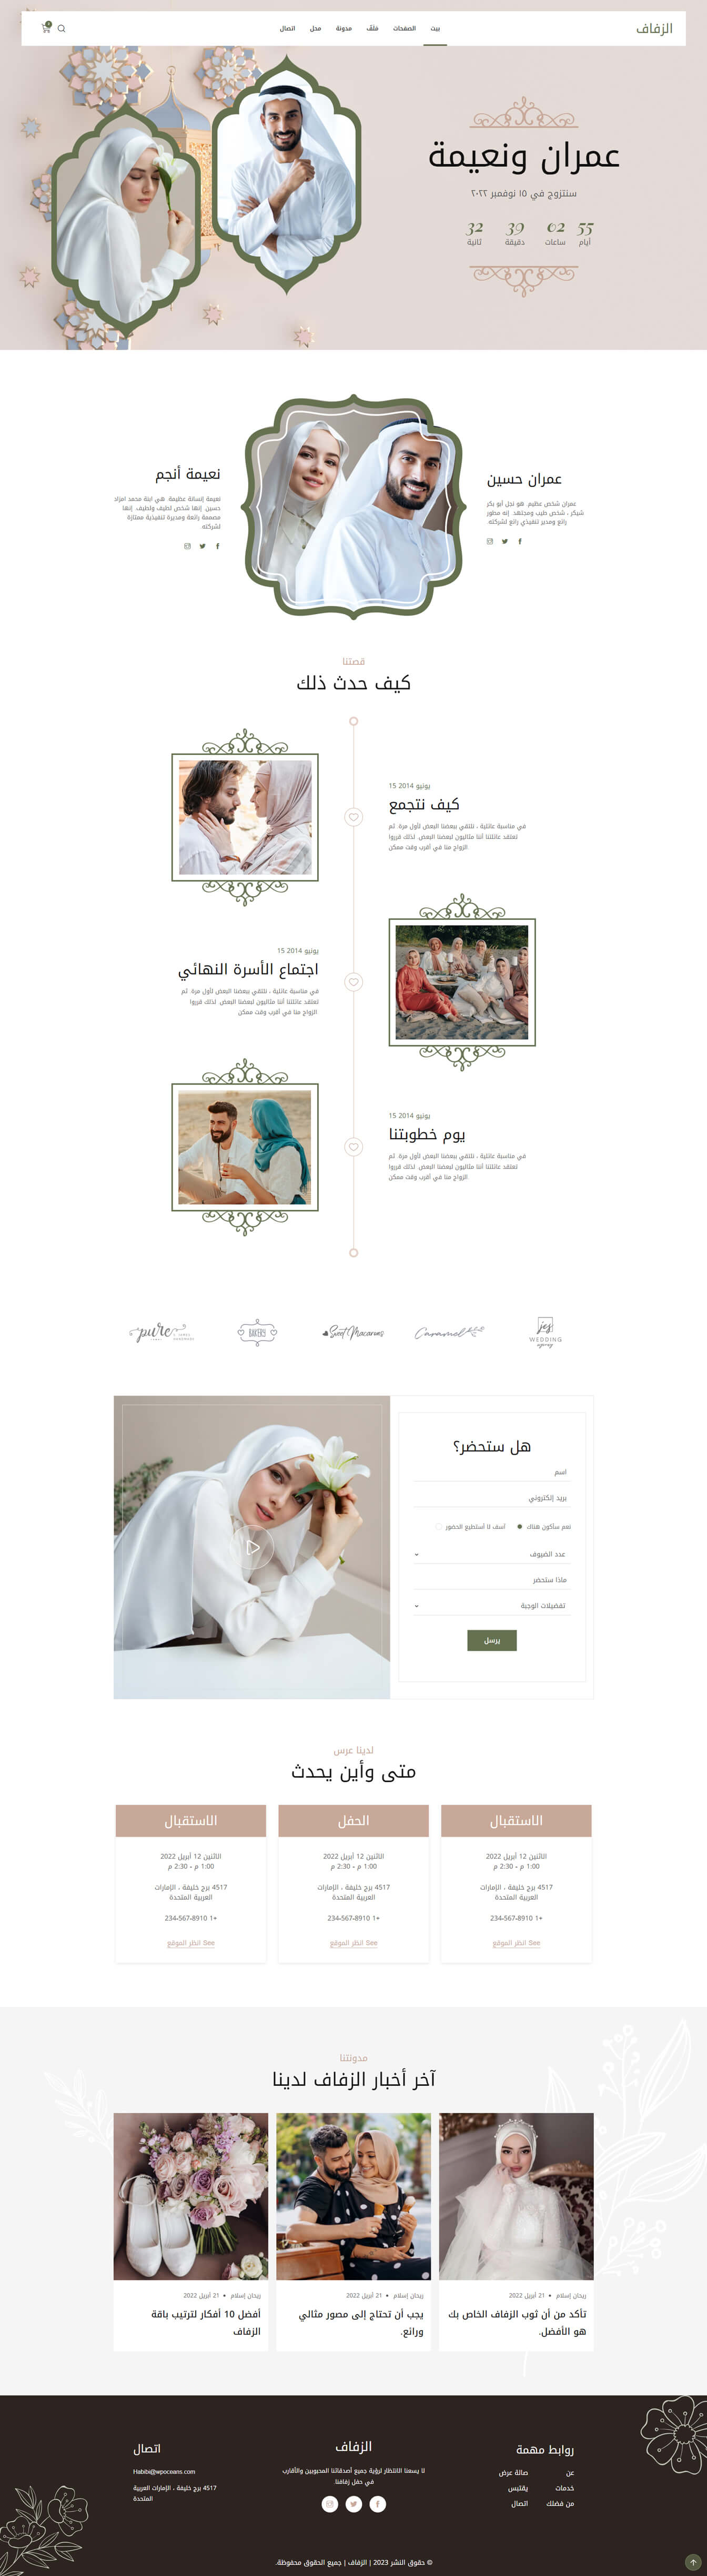 الزفاف
بيت
الصفحات
ملفّ
مدونة
محل
اتصال
عمران ونعيمة
سنتزوج في ١٥ نوفمبر ٢٠٢٢
55
أيام
02
ساعات
39
دقيقة
32
ثانية
عمران حسين
عمران شخص عظيم. هو نجل أبو بكر
شيكر ، شخص طيب ومجتهد. إنه مطور
رائع ومدير تنفيذي رائع لشركته.
نعيمة أنجم
نعيمة إنسانة عظيمة. هي ابنة محمد امزاد
حسين. إنها شخص لطيف ولطيف. إنها
مصممة رائعة ومديرة تنفيذية ممتازة
لشركته.
قصتنا
كيف حدث ذلك
15 يونيو 2014
كيف نتجمع
في مناسبة عائلية ، نلتقي ببعضنا البعض لأول مرة. ثم
تعتقد عائلتنا أننا مثاليون لبعضنا البعض. لذلك قرروا
الزواج منا في أقرب وقت ممكن.
15 يونيو 2014
اجتماع الأسرة النهائي
في مناسبة عائلية ، نلتقي ببعضنا البعض لأول مرة. ثم
تعتقد عائلتنا أننا مثاليون لبعضنا البعض. لذلك قرروا
الزواج منا في أقرب وقت ممكن.
15 يونيو 2014
يوم خطوبتنا
في مناسبة عائلية ، نلتقي ببعضنا البعض لأول مرة. ثم
تعتقد عائلتنا أننا مثاليون لبعضنا البعض. لذلك قرروا
الزواج منا في أقرب وقت ممكن.
jes
WEDDING
agency
Caramel
Sweet Macarons
BAKERY
pure
هل ستحضر؟
اسم
بريد إلكتروني
نعم سأكون هناك
آسف لا أستطيع الحضور
عدد الضيوف
ماذا ستحضر
تفضيلات الوجبة
يرسل
لدينا عرس
متى وأين يحدث
الاستقبال
الاثنين 12 أبريل 2022
1:00 م - 2:30 م
4517 برج خليفة ، الإمارات
العربية المتحدة
+1 234-567-8910
See انظر الموقع
الحفل
الاثنين 12 أبريل 2022
1:00 م - 2:30 م
4517 برج خليفة ، الإمارات
العربية المتحدة
+1 234-567-8910
See انظر الموقع
الاستقبال
الاثنين 12 أبريل 2022
1:00 م - 2:30 م
4517 برج خليفة ، الإمارات
العربية المتحدة
+1 234-567-8910
See انظر الموقع
مدونتنا
آخر أخبار الزفاف لدينا
ريحان إسلام • 21 أبريل 2022
تأكد من أن ثوب الزفاف الخاص بك
هو الأفضل.
ريحان إسلام • 21 أبريل 2022
يجب أن تحتاج إلى مصور مثالي
ورائع.
ريحان إسلام • 21 أبريل 2022
أفضل 10 أفكار لترتيب باقة
الزفاف
روابط مهمة
عن
صالة عرض
خدمات
يقتبس
من فضلك
اتصال
الزفاف
لا يسعنا الانتظار لرؤية جميع أصدقائنا المحبوبين والأقارب
في حفل زفافنا.
اتصال
Habibi@wpoceans.com
4517 برج خليفة ، الإمارات العربية
المتحدة
© حقوق النشر 2023 | الزفاف | جميع الحقوق محفوظة.